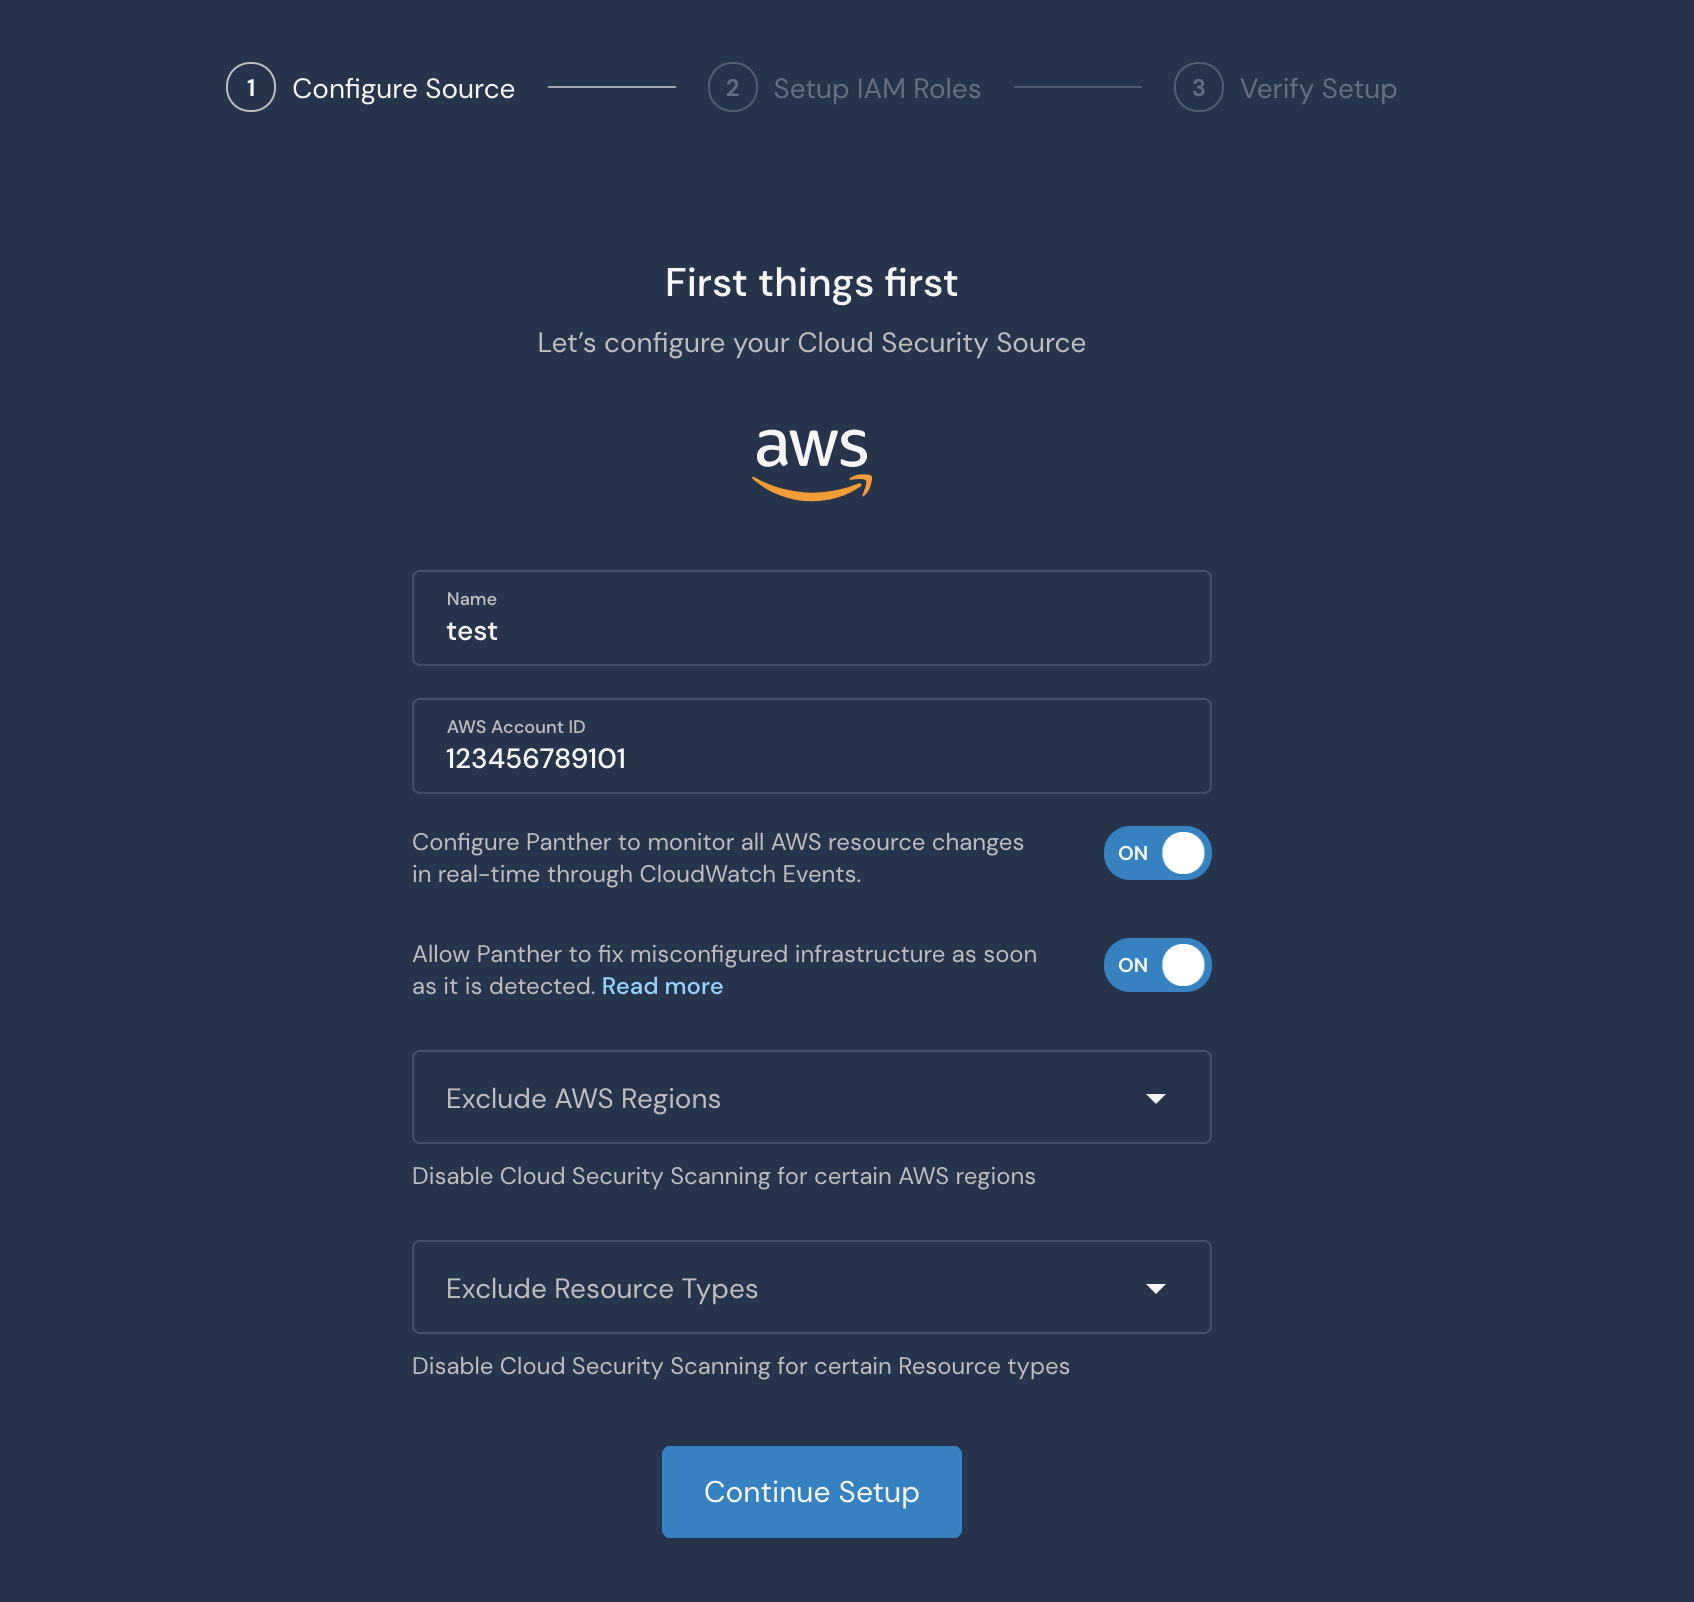 1 Configure Source 2 Setup IAM Roles 3 Verify Setup
First things first
Let’s configure your Cloud Security Source
aws
Name
test
AWS Account ID
123456789101
Configure Panther to monitor all AWS resource changes
in real-time through CloudWatch Events.
ON
Allow Panther to fix misconfigured infrastructure as soon
as it is detected. Read more
ON
Exclude AWS Regions
Disable Cloud Security Scanning for certain AWS regions
Exclude Resource Types
Disable Cloud Security Scanning for certain Resource types
Continue Setup